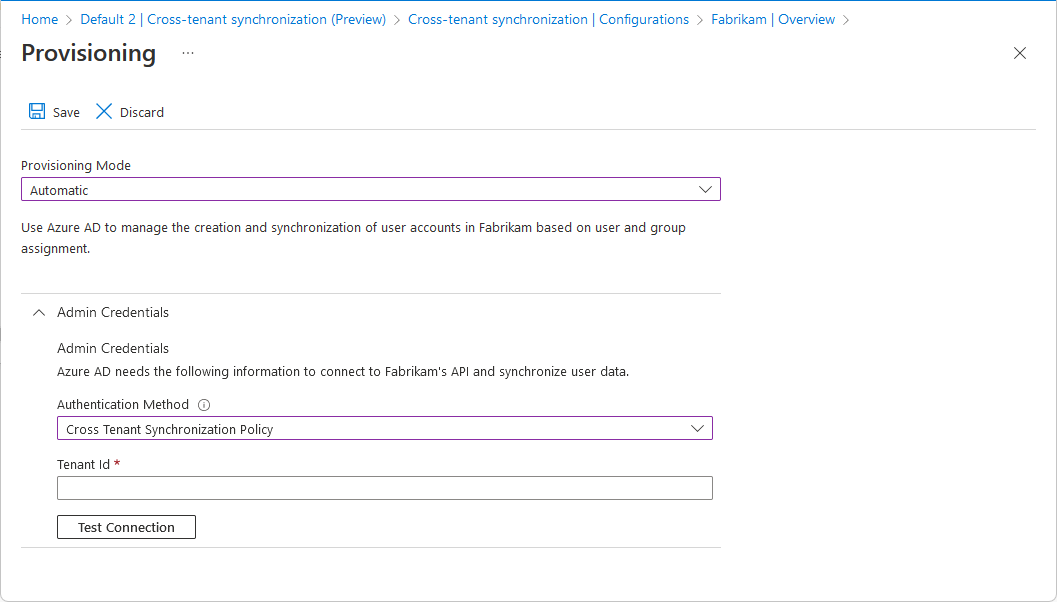 Home > Default 2 | Cross-tenant synchronization (Preview) > Cross-tenant synchronization | Configurations > Fabrikam | Overview >
Provisioning ...
Save Discard
Provisioning Mode
Automatic
Use Azure AD to manage the creation and synchronization of user accounts in Fabrikam based on user and group
assignment.
Admin Credentials
Admin Credentials
Azure AD needs the following information to connect to Fabrikam's API and synchronize user data.
Authentication Method
Cross Tenant Synchronization Policy
Tenant Id *
Test Connection